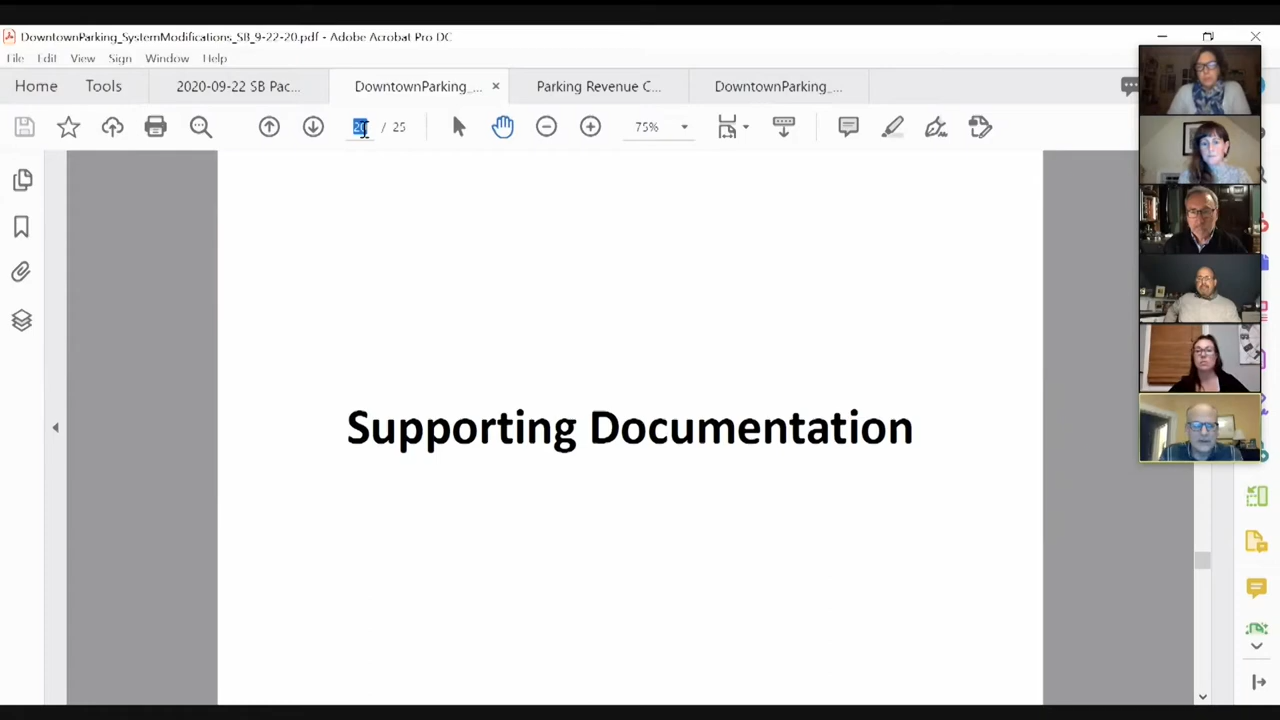 DowntownParking_SystemModifications_SB_9-22-20.pdf - Adobe Acrobat Pro DC
File Edit View Sign Window Help
Home Tools 2020-09-22 SB Pac... DowntownParking_... Parking Revenue C... DowntownParking_...
20 / 25 75%
Supporting Documentation